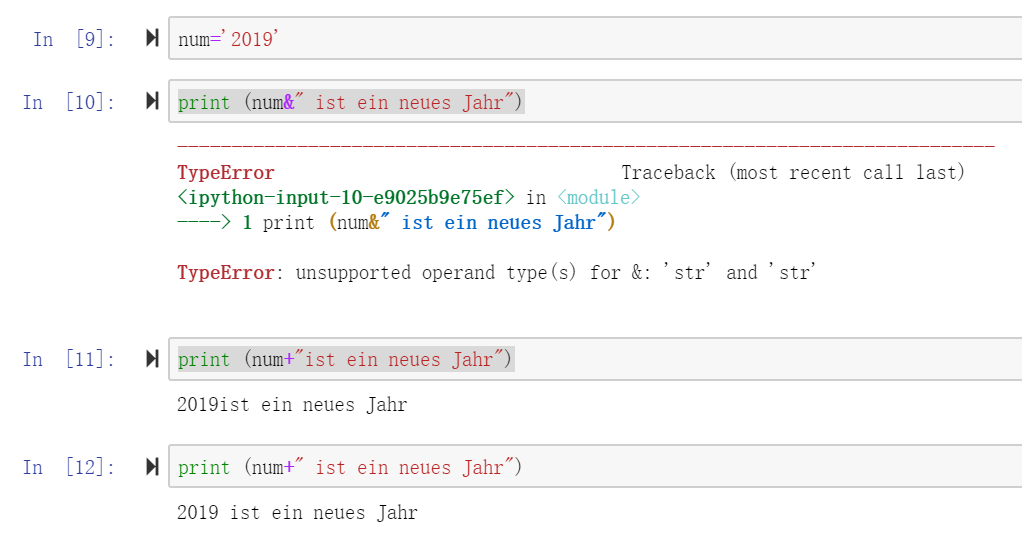 In [9]: num='2019'
In [10]: print (num&" ist ein neues Jahr")
---------------------------------------------------------------------------
TypeError Traceback (most recent call last)
<ipython-input-10-e9025b9e75ef> in <module>
----> 1 print (num&" ist ein neues Jahr")
TypeError: unsupported operand type(s) for &: 'str' and 'str'
In [11]: print (num+"ist ein neues Jahr")
2019ist ein neues Jahr
In [12]: print (num+" ist ein neues Jahr")
2019 ist ein neues Jahr